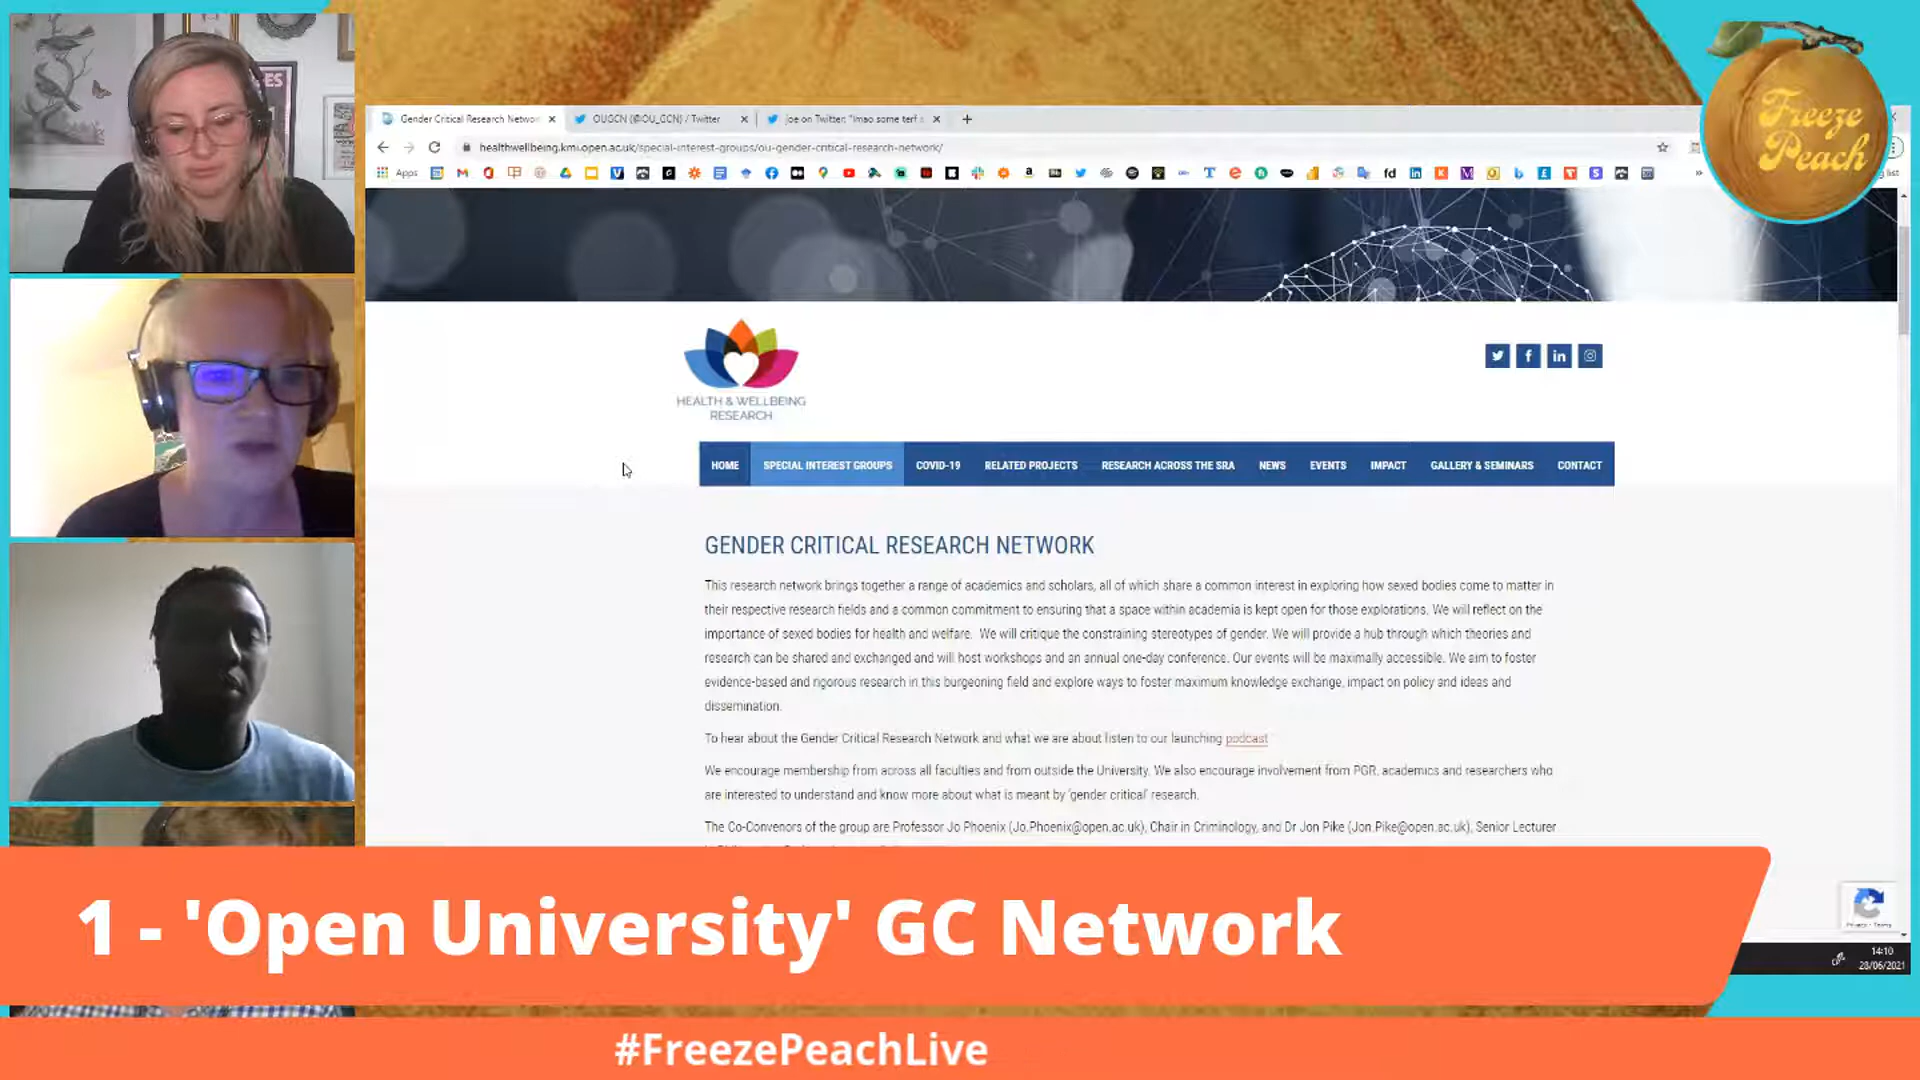 ES
Gender Critical Research Networ
OUGCN (@OU_GCN) / Twitter
joe on Twitter: "lmao some terf s
healthwellbeing.kmi.open.ac.uk/special-interest-groups/ou-gender-critical-research-network/
Apps
fd
Freeze
Peach
HEALTH & WELLBEING
RESEARCH
HOME
SPECIAL INTEREST GROUPS
COVID-19
RELATED PROJECTS
RESEARCH ACROSS THE SRA
NEWS
EVENTS
IMPACT
GALLERY & SEMINARS
CONTACT
GENDER CRITICAL RESEARCH NETWORK
This research network brings together a range of academics and scholars, all of which share a common interest in exploring how sexed bodies come to matter in
their respective research fields and a common commitment to ensuring that a space within academia is kept open for those explorations. We will reflect on the
importance of sexed bodies for health and welfare. We will critique the constraining stereotypes of gender. We will provide a hub through which theories and
research can be shared and exchanged and will host workshops and an annual one-day conference. Our events will be maximally accessible. We aim to foster
evidence-based and rigorous research in this burgeoning field and explore ways to foster maximum knowledge exchange, impact on policy and ideas and
dissemination.
To hear about the Gender Critical Research Network and what we are about listen to our launching podcast
We encourage membership from across all faculties and from outside the University. We also encourage involvement from PGR, academics and researchers who
are interested to understand and know more about what is meant by 'gender critical' research.
The Co-Convenors of the group are Professor Jo Phoenix (Jo.Phoenix@open.ac.uk), Chair in Criminology, and Dr Jon Pike (Jon.Pike@open.ac.uk), Senior Lecturer
Privacy - Terms
14:10
28/06/2021
1 - 'Open University' GC Network
#FreezePeachLive